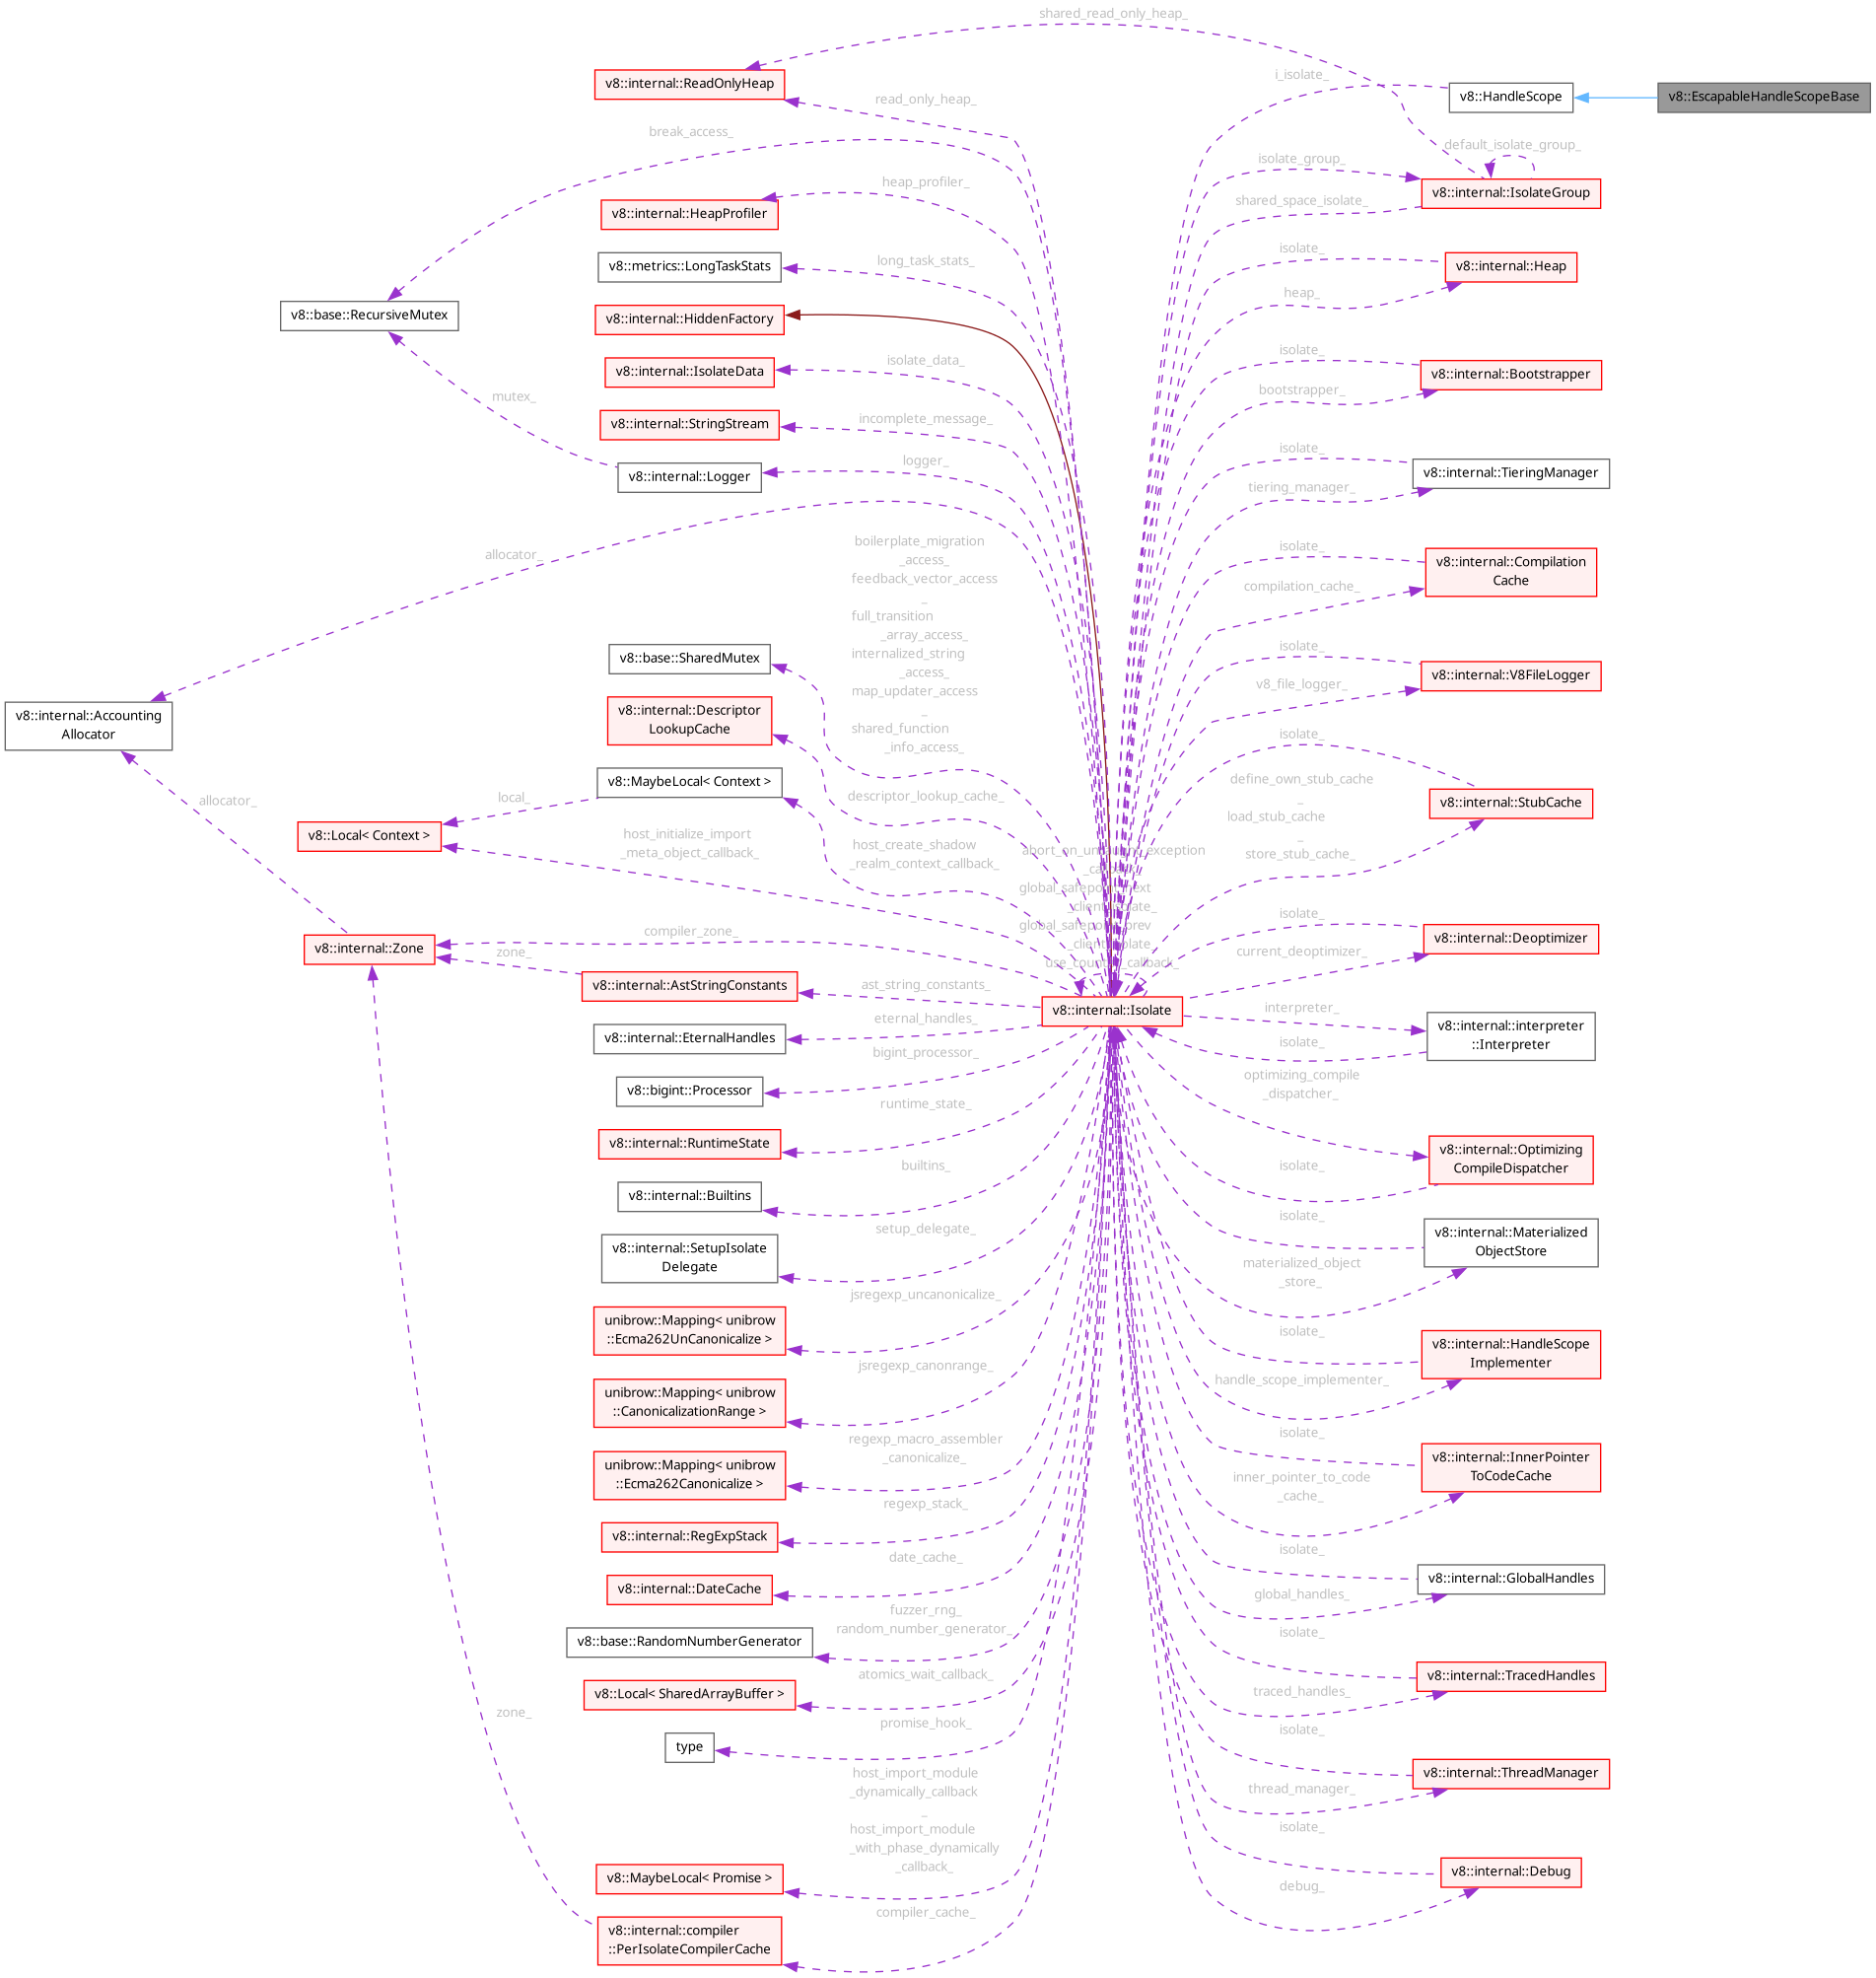 shared_read_only_heap_
i_isolate_
v8::internal::ReadOnlyHeap
read_only_heap_
v8::HandleScope
v8::EscapableHandleScopeBase
break_access_
default_isolate_group_
isolate_group_
heap_profiler_
v8::internal::IsolateGroup
shared_space_isolate_
v8::internal::HeapProfiler
isolate_
long_task_stats_
v8::metrics::LongTaskStats
v8::internal::Heap
heap_
v8::base::RecursiveMutex
v8::internal::HiddenFactory
isolate_
isolate_data_
v8::internal::IsolateData
v8::internal::Bootstrapper
bootstrapper_
mutex_
incomplete_message_
v8::internal::StringStream
isolate_
logger_
v8::internal::Logger
v8::internal::TieringManager
tiering_manager_
allocator_
boilerplate_migration
_access_
feedback_vector_access
_
full_transition
_array_access_
internalized_string
_access_
map_updater_access
_
shared_function
_info_access_
isolate_
v8::internal::Compilation
Cache
compilation_cache_
v8::base::SharedMutex
isolate_
v8::internal::V8FileLogger
v8_file_logger_
v8::internal::Accounting
Allocator
v8::internal::Descriptor
LookupCache
isolate_
v8::MaybeLocal< Context >
descriptor_lookup_cache_
define_own_stub_cache
_
load_stub_cache
_
store_stub_cache_
v8::internal::StubCache
allocator_
local_
v8::Local< Context >
host_initialize_import
_meta_object_callback_
host_create_shadow
_realm_context_callback_
isolate_
v8::internal::Deoptimizer
current_deoptimizer_
v8::internal::Zone
compiler_zone_
zone_
v8::internal::AstStringConstants
ast_string_constants_
v8::internal::Isolate
interpreter_
v8::internal::interpreter
::Interpreter
isolate_
eternal_handles_
v8::internal::EternalHandles
bigint_processor_
v8::bigint::Processor
optimizing_compile
_dispatcher_
runtime_state_
v8::internal::RuntimeState
v8::internal::Optimizing
CompileDispatcher
isolate_
builtins_
v8::internal::Builtins
isolate_
v8::internal::Materialized
ObjectStore
setup_delegate_
v8::internal::SetupIsolate
Delegate
materialized_object
_store_
jsregexp_uncanonicalize_
unibrow::Mapping< unibrow
::Ecma262UnCanonicalize >
isolate_
v8::internal::HandleScope
Implementer
jsregexp_canonrange_
handle_scope_implementer_
unibrow::Mapping< unibrow
::CanonicalizationRange >
isolate_
regexp_macro_assembler
_canonicalize_
v8::internal::InnerPointer
ToCodeCache
unibrow::Mapping< unibrow
::Ecma262Canonicalize >
inner_pointer_to_code
_cache_
regexp_stack_
v8::internal::RegExpStack
isolate_
date_cache_
v8::internal::GlobalHandles
v8::internal::DateCache
global_handles_
fuzzer_rng_
random_number_generator_
v8::base::RandomNumberGenerator
isolate_
atomics_wait_callback_
v8::internal::TracedHandles
v8::Local< SharedArrayBuffer >
traced_handles_
zone_
promise_hook_
isolate_
type
v8::internal::ThreadManager
host_import_module
_dynamically_callback
_
host_import_module
_with_phase_dynamically
_callback_
thread_manager_
isolate_
v8::MaybeLocal< Promise >
v8::internal::Debug
debug_
compiler_cache_
v8::internal::compiler
::PerIsolateCompilerCache